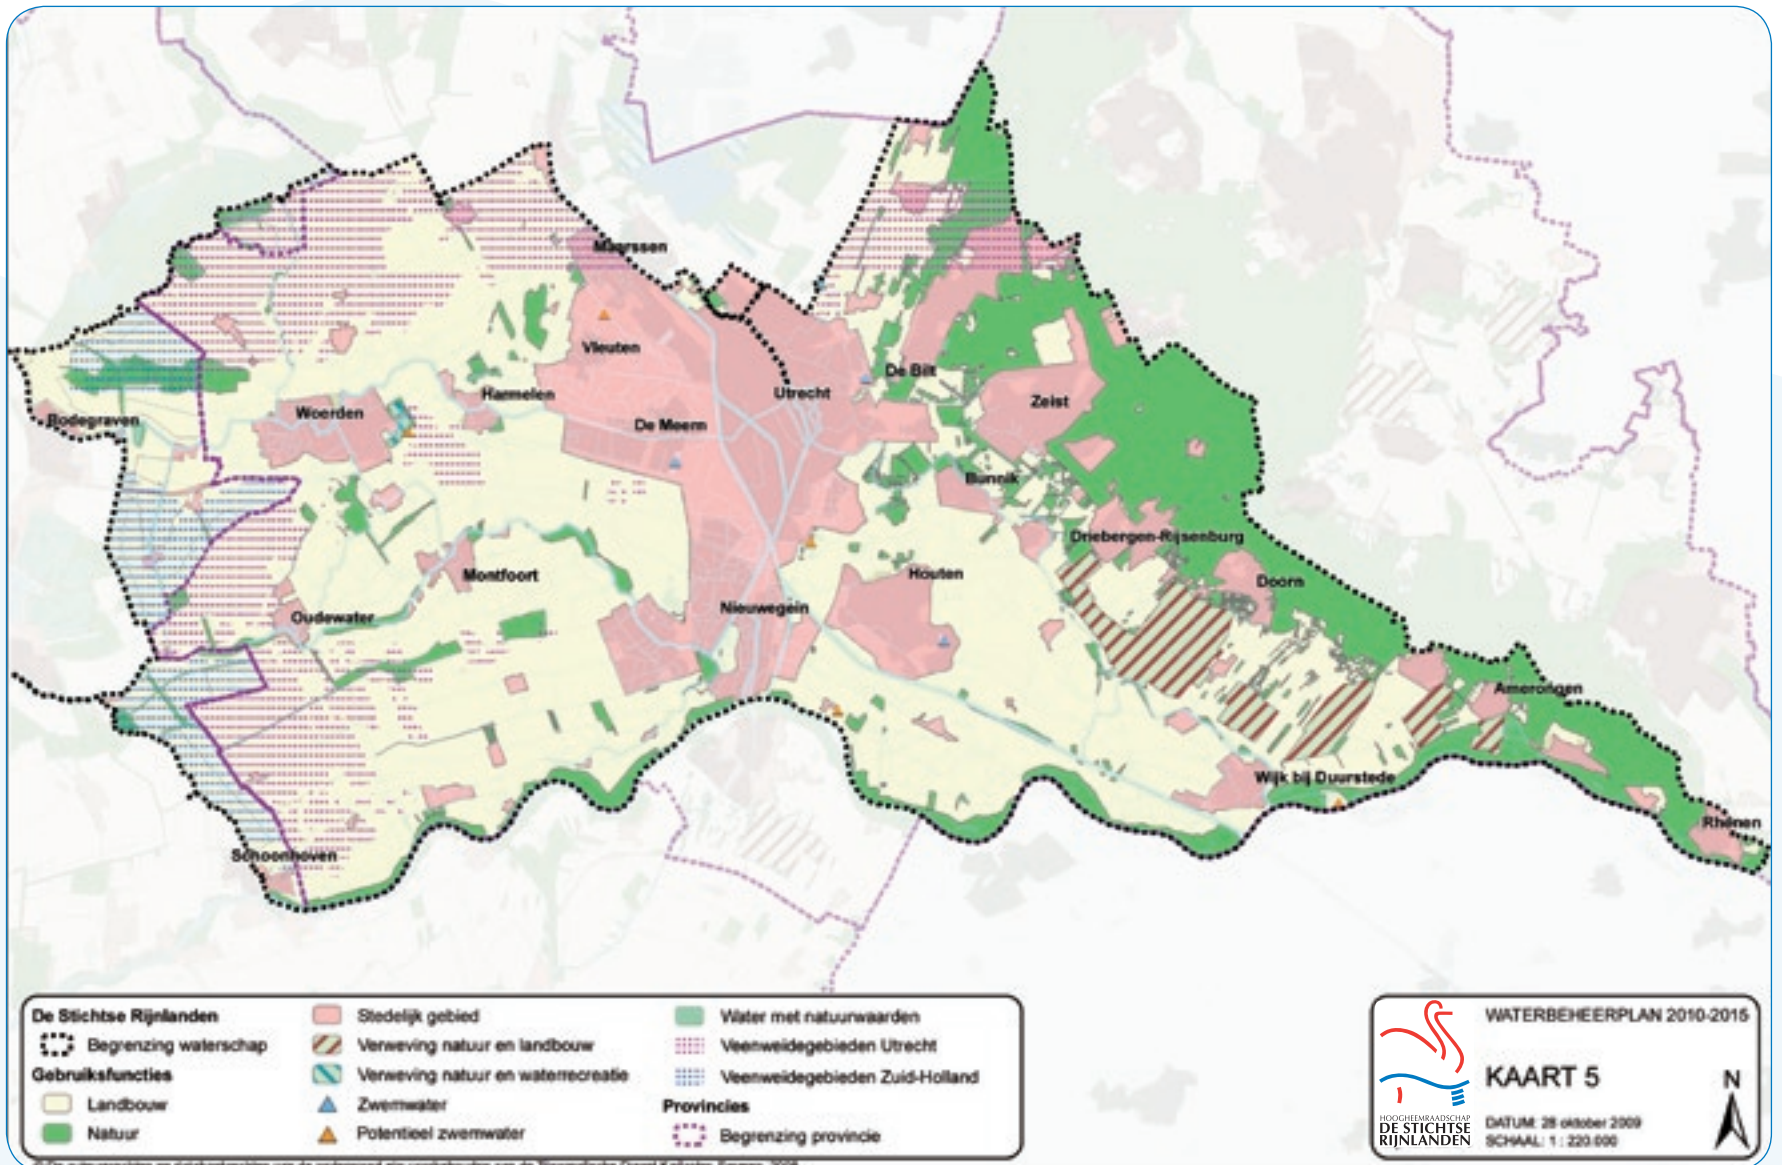 Maarssen
Vleuten
De Bilt
Harmelen
Utrecht
Zeist
Woerden
Bodegraven
De Meern
Bunnik
Driebergen-Rijsenburg
Montfoort
Houten
Doorn
Oudewater
Nieuwegein
Amerongen
Wijk bij Duurstede
Rhenen
Schoonhoven
De Stichtse Rijnlanden
Begrenzing waterschap
Gebruiksfuncties
Landbouw
Natuur
Stedelijk gebied
Verweving natuur en landbouw
Verweving natuur en waterrecreatie
Zwemwater
Potentieel zwemwater
Water met natuurwaarden
Veenweidegebieden Utrecht
Veenweidegebieden Zuid-Holland
Provincies
Begrenzing provincie
WATERBEHEERPLAN 2010-2015
KAART 5
N
DATUM: 28 oktober 2009
SCHAAL: 1 : 220.000
HOOGHEEMRAADSCHAP
DE STICHTSE
RIJNLANDEN